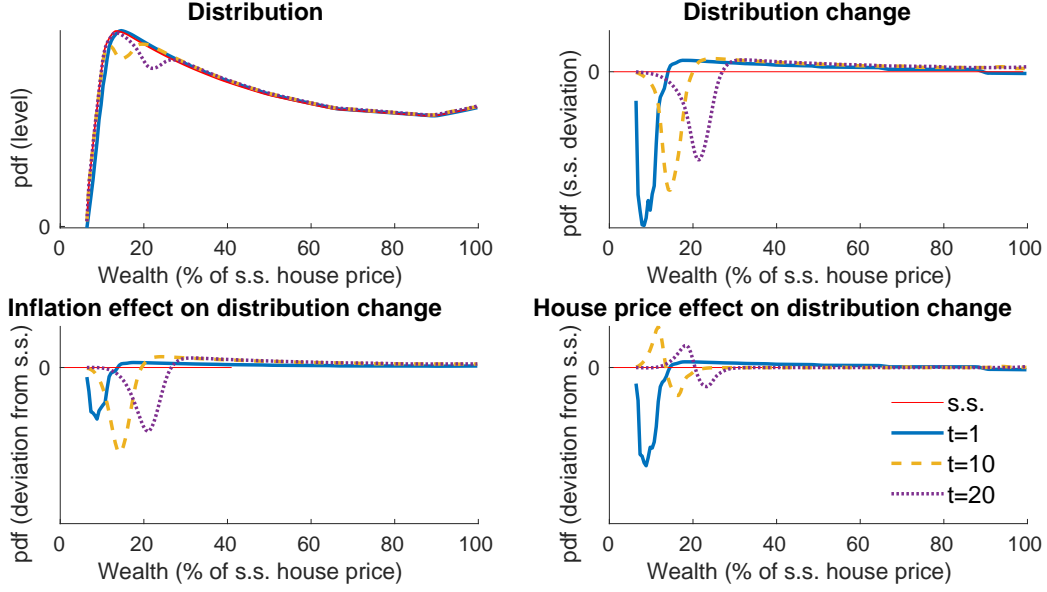 Distribution
pdf (level)
0
0 20 40 60 80 100
Wealth (% of s.s. house price)
Distribution change
pdf (s.s. deviation)
0
0 20 40 60 80 100
Wealth (% of s.s. house price)
Inflation effect on distribution change
pdf (deviation from s.s.)
0
0 20 40 60 80 100
Wealth (% of s.s. house price)
House price effect on distribution change
pdf (deviation from s.s.)
0
s.s.
t=1
t=10
t=20
0 20 40 60 80 100
Wealth (% of s.s. house price)